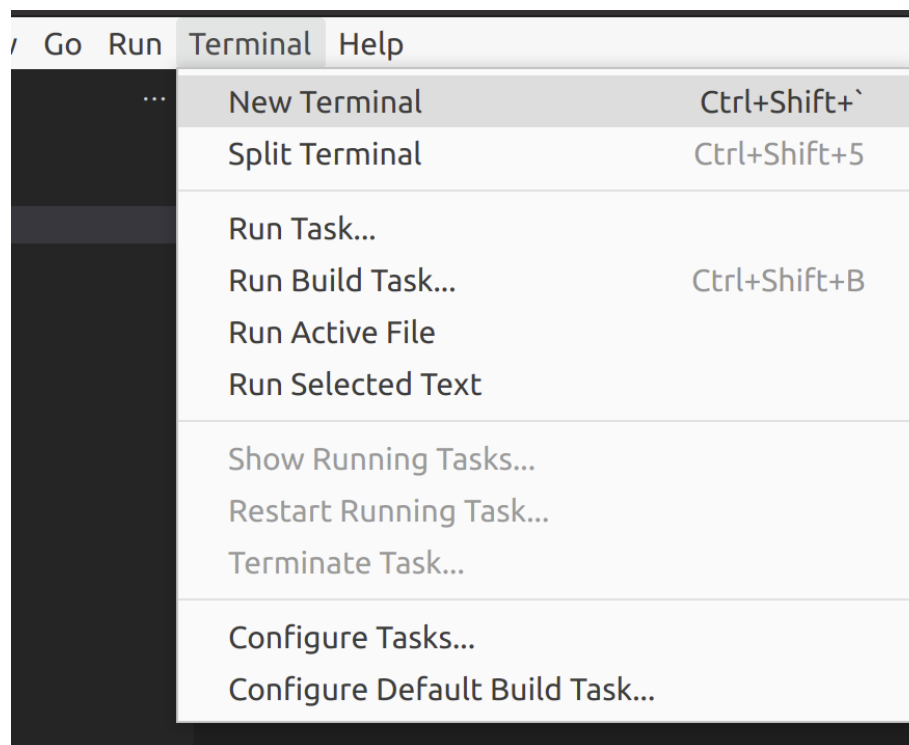 Go Run Terminal Help
...
New Terminal Ctrl+Shift+`
Split Terminal Ctrl+Shift+5
Run Task...
Run Build Task... Ctrl+Shift+B
Run Active File
Run Selected Text
Show Running Tasks...
Restart Running Task...
Terminate Task...
Configure Tasks...
Configure Default Build Task...